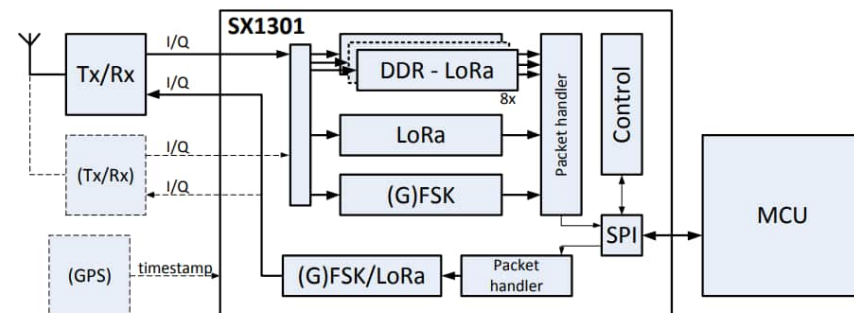 SX1301
I/Q
Tx/Rx
I/Q
DDR - LoRa
8x
Packet handler
Control
LoRa
I/Q
(Tx/Rx)
I/Q
(G)FSK
MCU
SPI
(GPS)
timestamp
(G)FSK/LoRa
Packet
handler